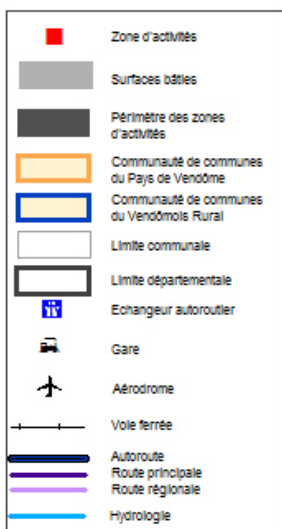 Zone d'activités
Surfaces bâties
Périmètre des zones
d'activités
Communauté de communes
du Pays de Vendôme
Communauté de communes
du Vendômois Rural
Limite communale
Limite départementale
Echangeur autoroutier
Gare
Aérodrome
Voie ferrée
Autoroute
Route principale
Route régionale
Hydrologie